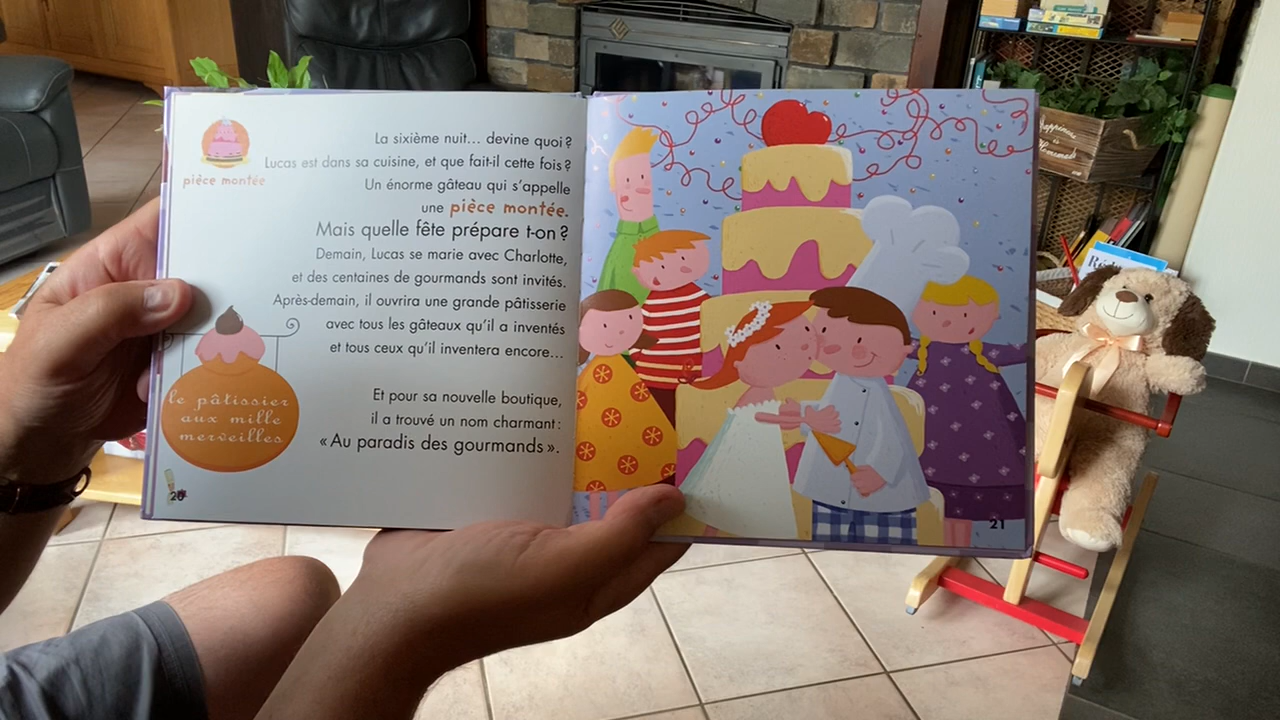 pièce montée
La sixième nuit... devine quoi ?
Lucas est dans sa cuisine, et que fait-il cette fois ?
Un énorme gâteau qui s'appelle
une pièce montée.
Mais quelle fête prépare t-on ?
Demain, Lucas se marie avec Charlotte,
et des centaines de gourmands sont invités.
Après-demain, il ouvrira une grande pâtisserie
avec tous les gâteaux qu'il a inventés
et tous ceux qu'il inventera encore...
Et pour sa nouvelle boutique,
il a trouvé un nom charmant :
« Au paradis des gourmands ».
le pâtissier
aux mille
merveilles
20
21
Happiness
is
Homemade